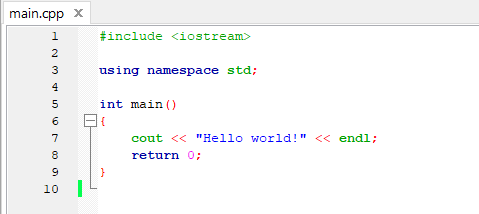 main.cpp X
1 #include <iostream>
2
3 using namespace std;
4
5 int main()
6 {
7     cout << "Hello world!" << endl;
8     return 0;
9 }
10